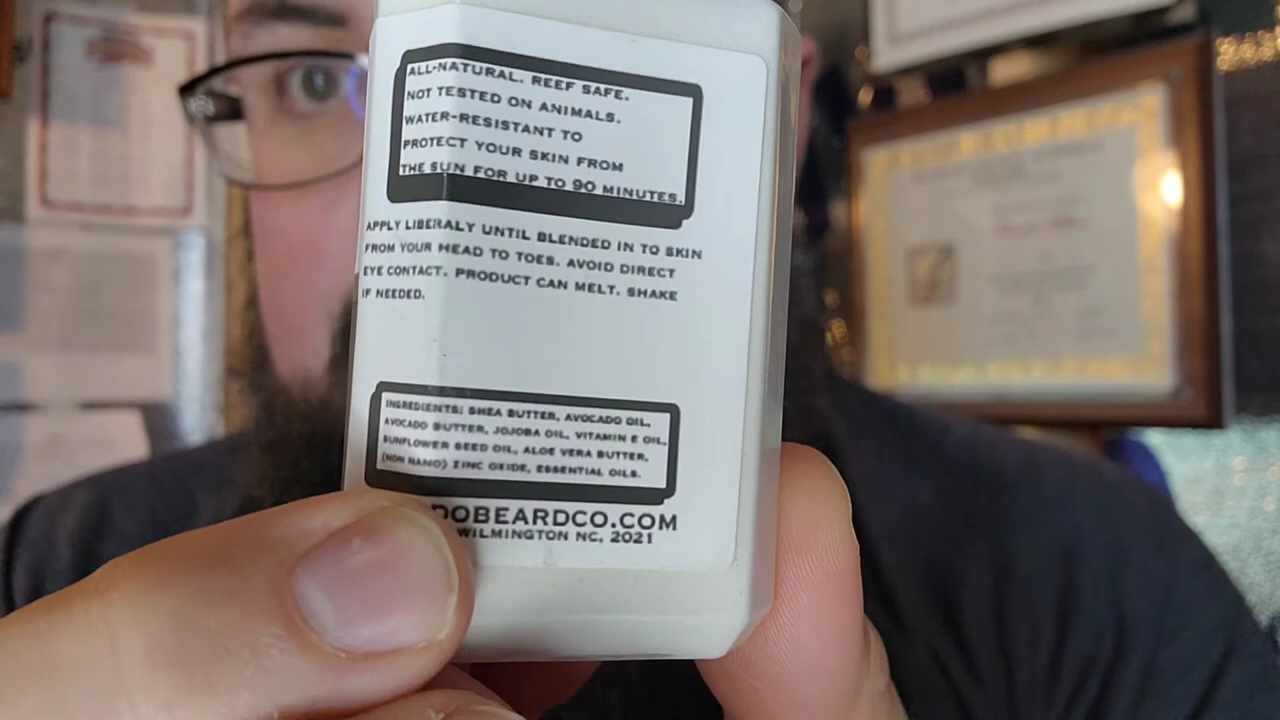 ALL-NATURAL. REEF SAFE.
NOT TESTED ON ANIMALS.
WATER-RESISTANT TO
PROTECT YOUR SKIN FROM
THE SUN FOR UP TO 90 MINUTES.
APPLY LIBERALY UNTIL BLENDED IN TO SKIN
FROM YOUR HEAD TO TOES. AVOID DIRECT
EYE CONTACT. PRODUCT CAN MELT. SHAKE
IF NEEDED.
INGREDIENTS: SHEA BUTTER, AVOCADO OIL,
AVOCADO BUTTER, JOJOBA OIL, VITAMIN E OIL,
SUNFLOWER SEED OIL, ALOE VERA BUTTER,
(NON NANO) ZINC OXIDE, ESSENTIAL OILS.
DOBEARDCO.COM
WILMINGTON NC, 2021